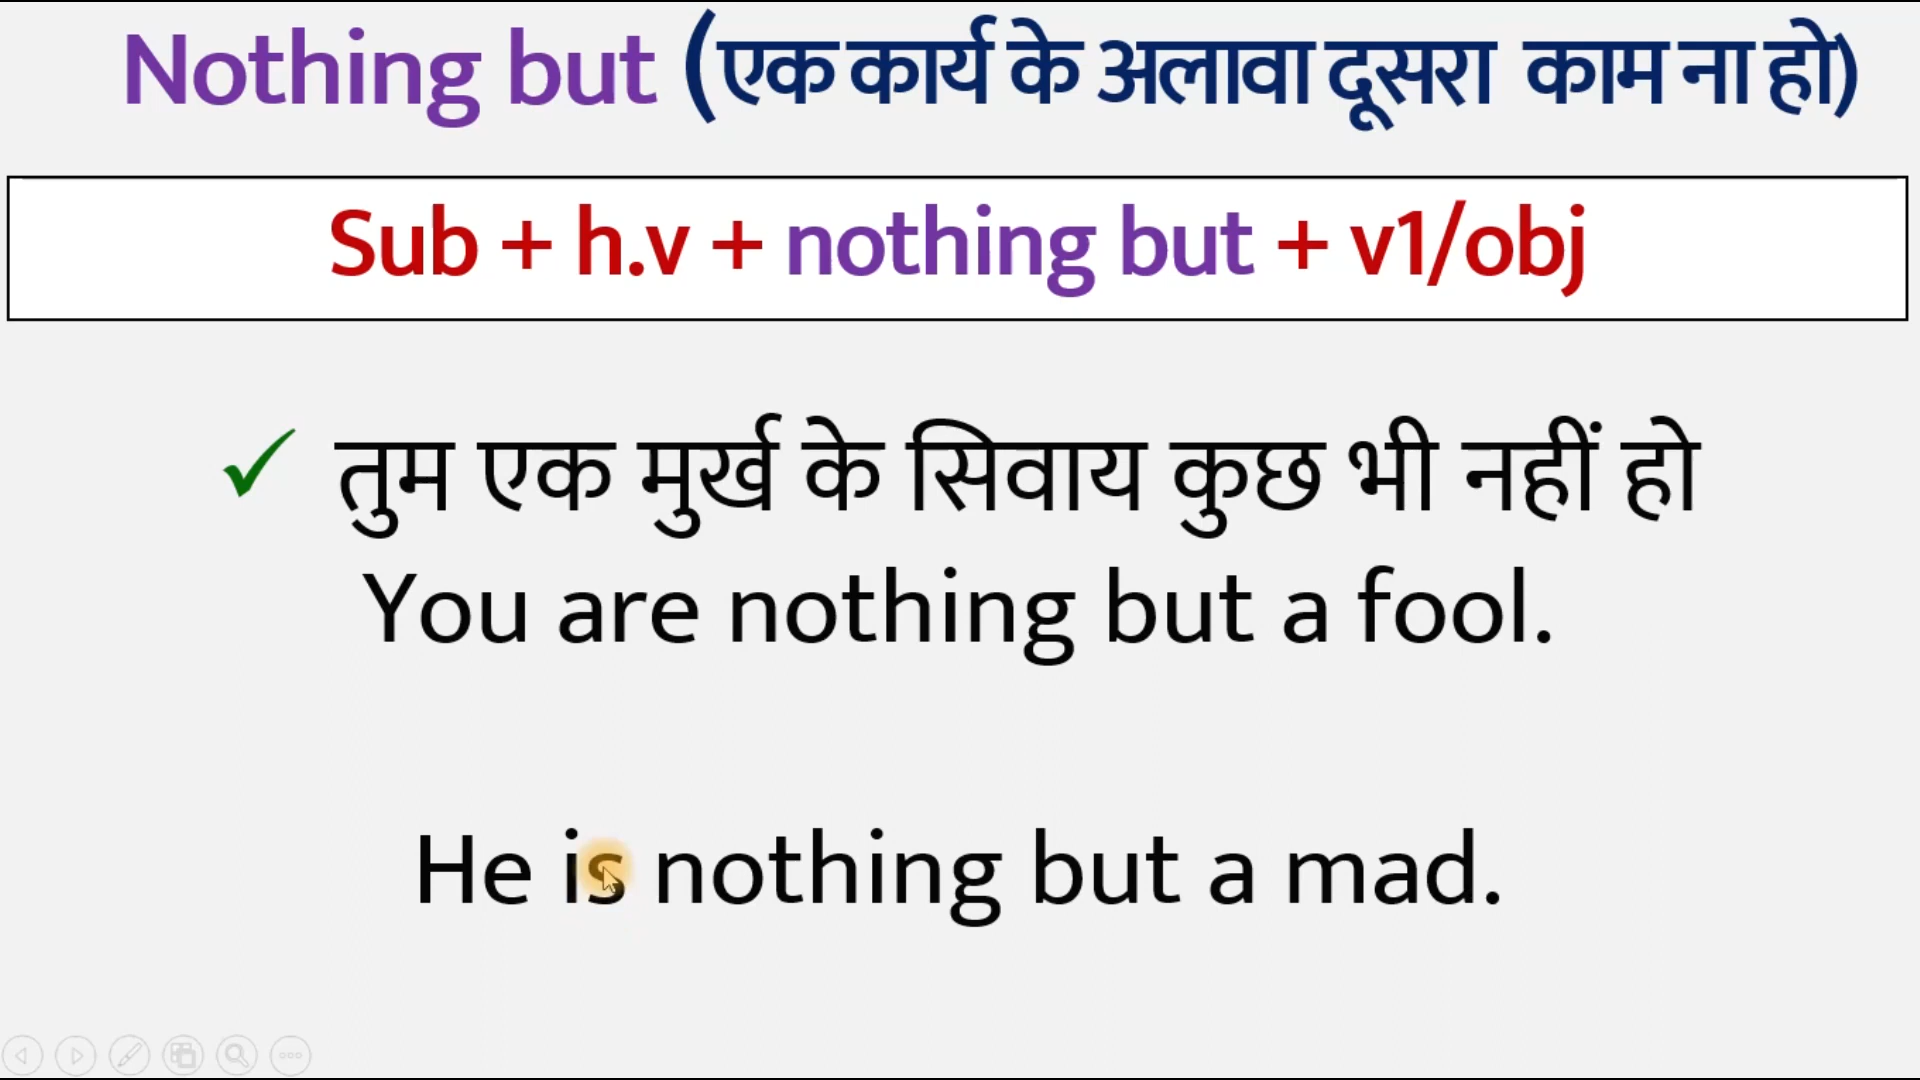 Nothing but (एक कार्य के अलावा दूसरा काम ना हो)
Sub + h.v + nothing but + v1/obj
✓ तुम एक मुर्ख के सिवाय कुछ भी नहीं हो
You are nothing but a fool.
He is nothing but a mad.